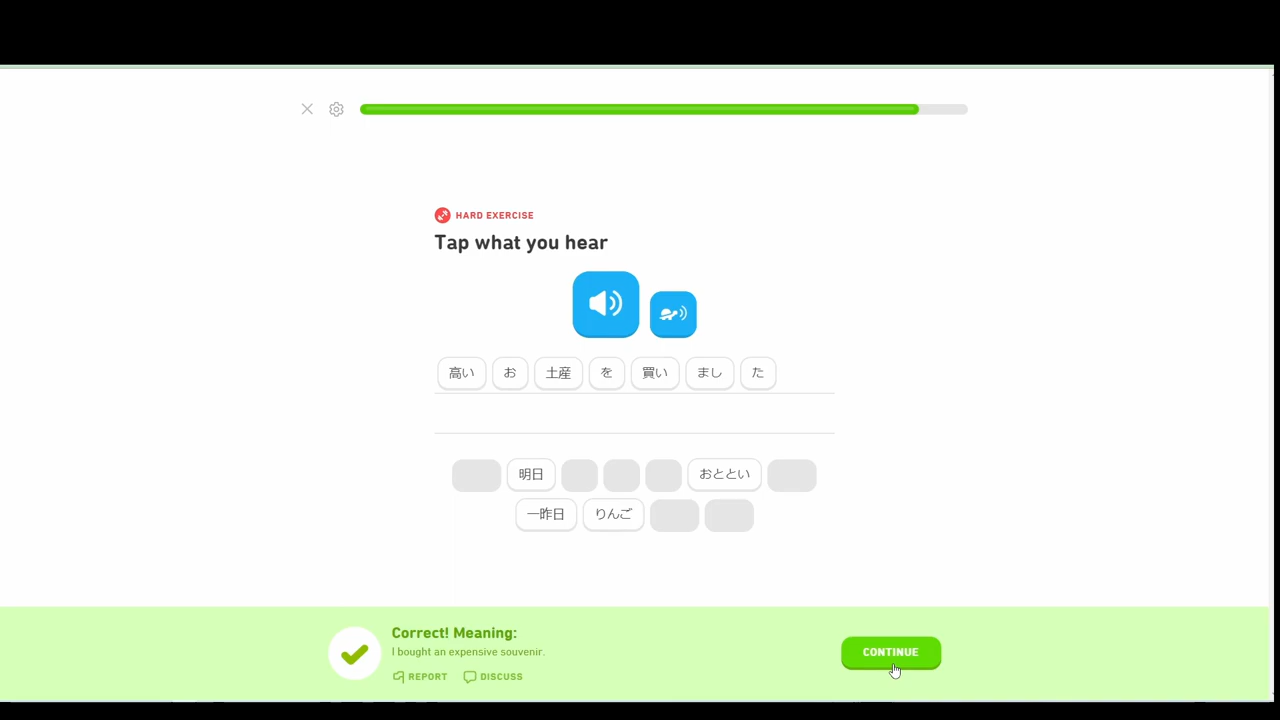 HARD EXERCISE
Tap what you hear
高い お 土産 を 買い まし た
明日 おととい
一昨日 りんご
Correct! Meaning:
I bought an expensive souvenir.
REPORT DISCUSS
CONTINUE